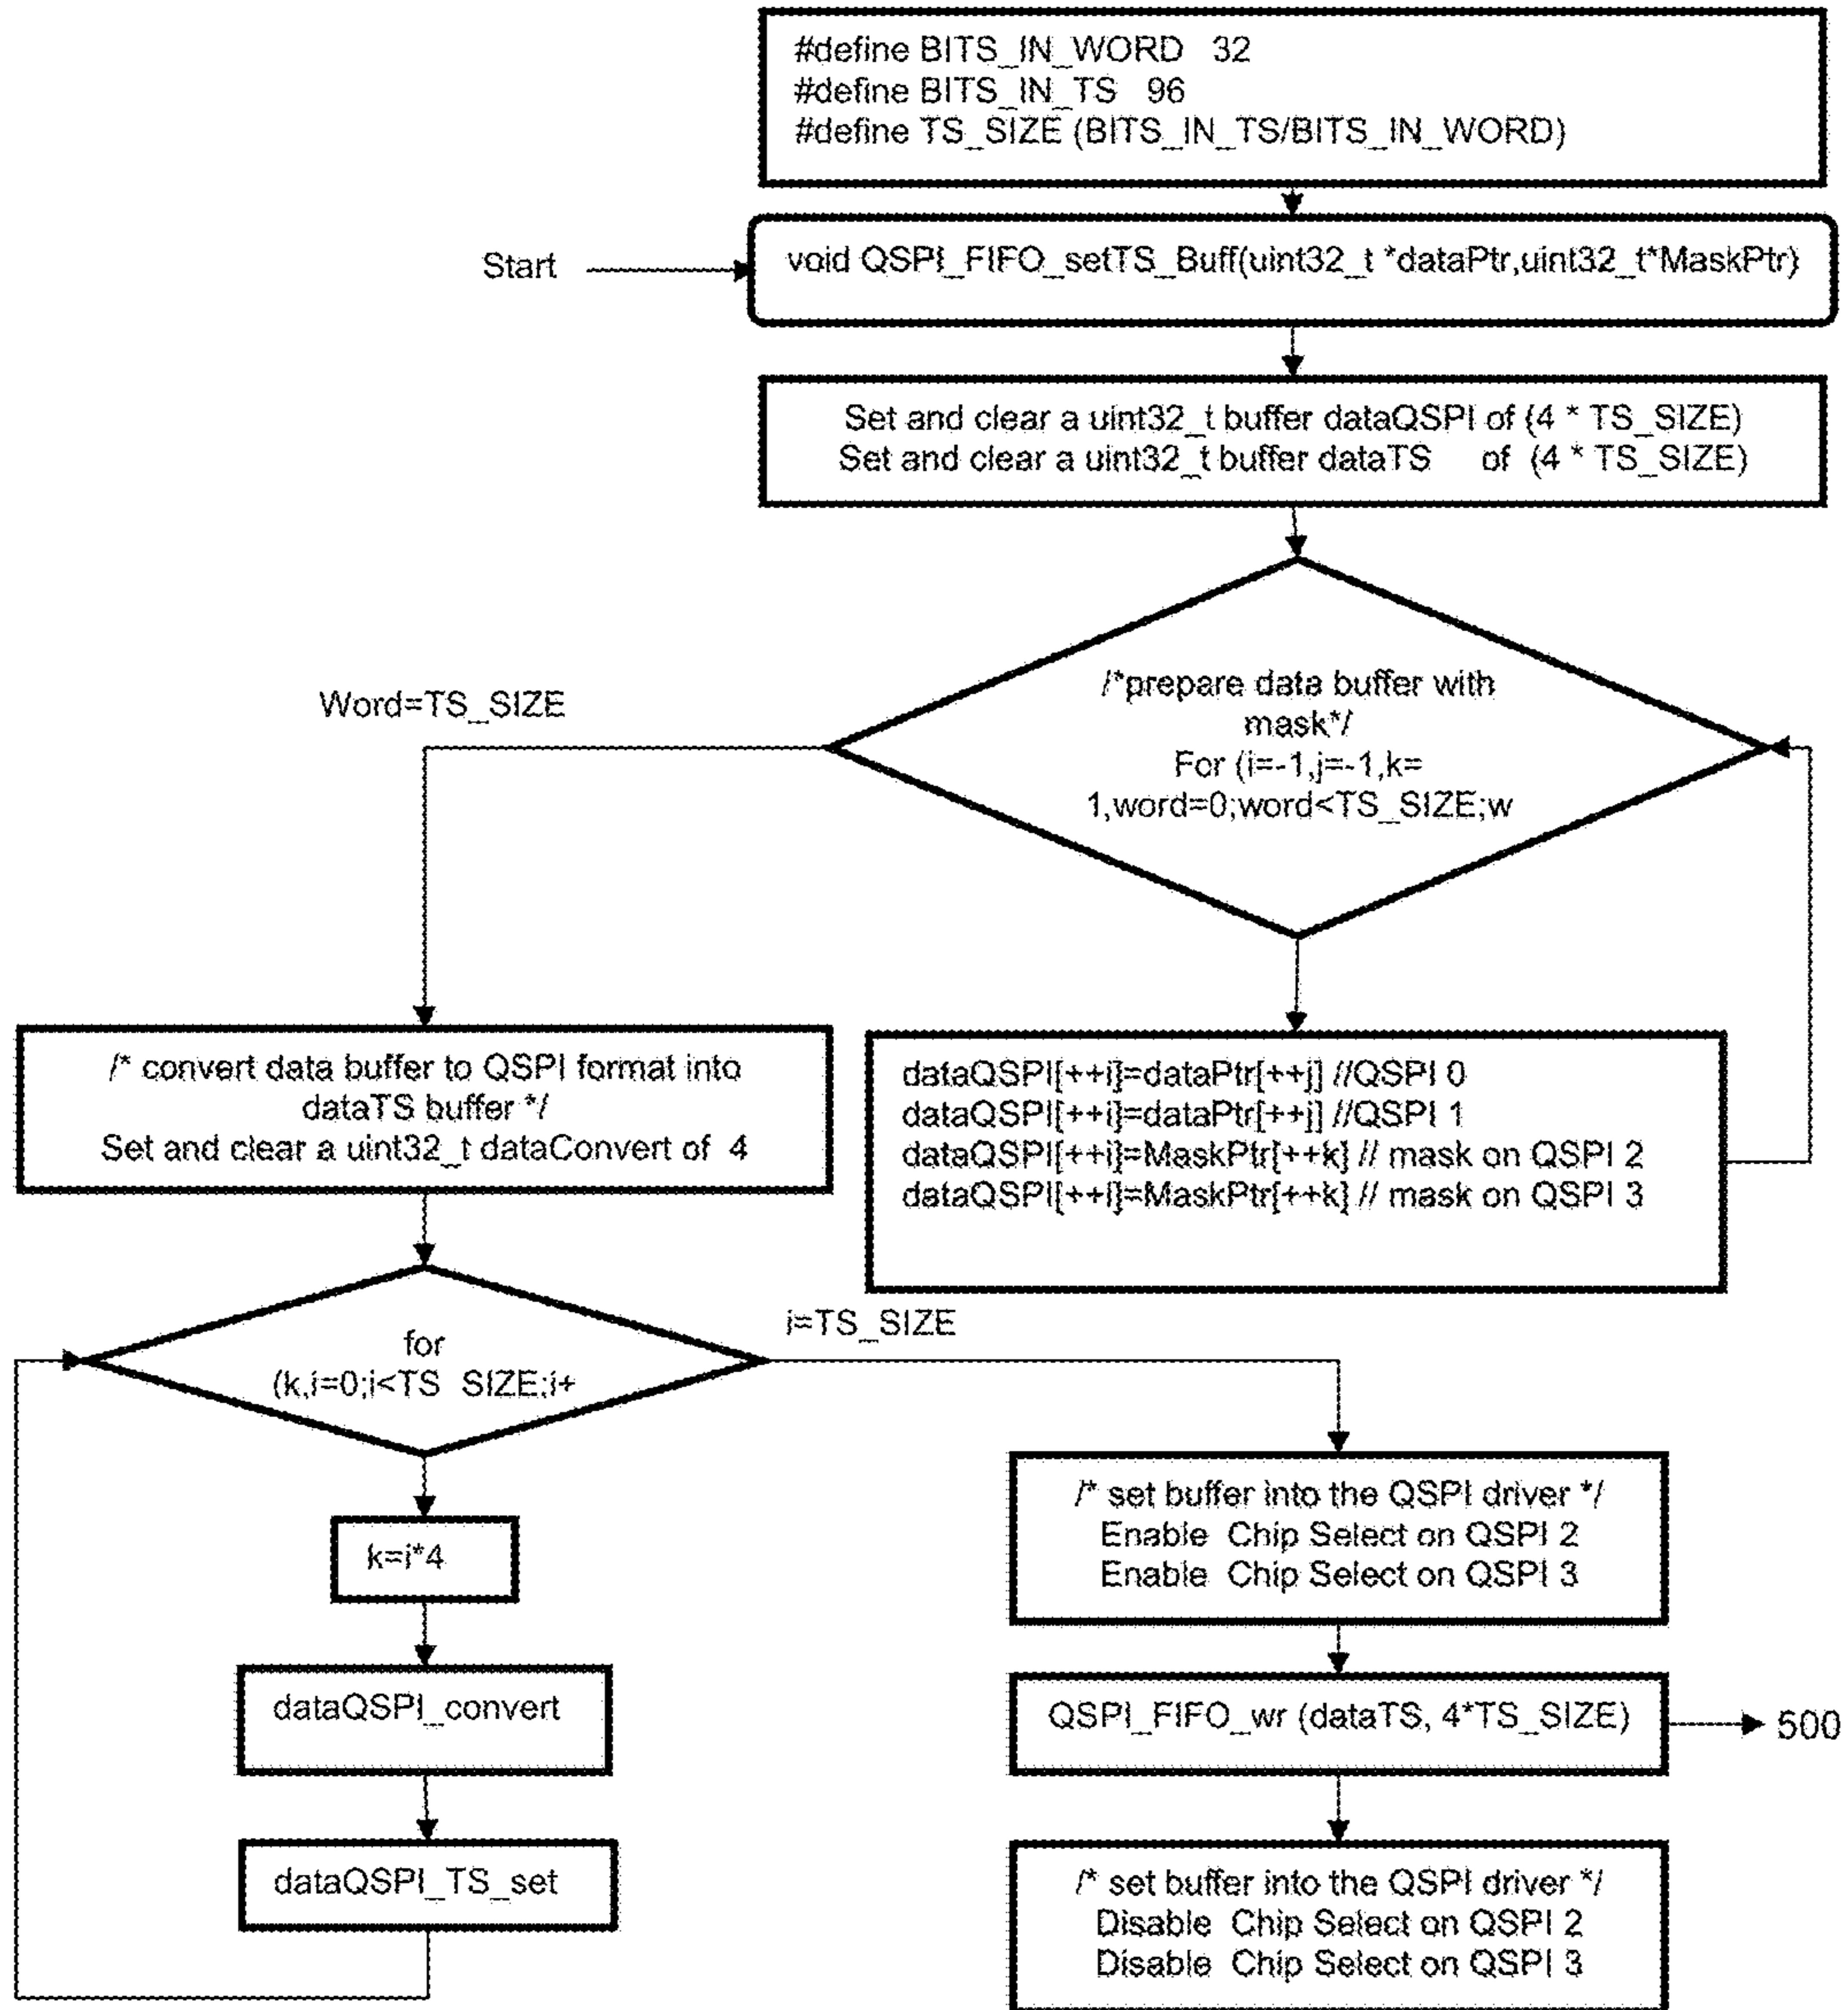 #define BITS_IN_WORD 32
#define BITS_IN_TS 96
#define TS_SIZE (BITS_IN_TS/BITS_IN_WORD)
Start
void QSPI_FIFO_setTS_Buff(uint32_t *dataPtr,uint32_t*MaskPtr)
Set and clear a uint32_t buffer dataQSPI of (4 * TS_SIZE)
Set and clear a uint32_t buffer dataTS of (4 * TS_SIZE)
/*prepare data buffer with
mask*/
For (i=-1,j=-1,k=
1,word=0;word<TS_SIZE;w
Word=TS_SIZE
dataQSPI[++i]=dataPtr[++j] //QSPI 0
dataQSPI[++i]=dataPtr[++j] //QSPI 1
dataQSPI[++i]=MaskPtr[++k] // mask on QSPI 2
dataQSPI[++i]=MaskPtr[++k] // mask on QSPI 3
/* convert data buffer to QSPI format into
dataTS buffer */
Set and clear a uint32_t dataConvert of 4
for
(k,i=0;i<TS_SIZE;i+
i=TS_SIZE
k=i*4
dataQSPI_convert
dataQSPI_TS_set
/* set buffer into the QSPI driver */
Enable Chip Select on QSPI 2
Enable Chip Select on QSPI 3
QSPI_FIFO_wr (dataTS, 4*TS_SIZE)
500
/* set buffer into the QSPI driver */
Disable Chip Select on QSPI 2
Disable Chip Select on QSPI 3